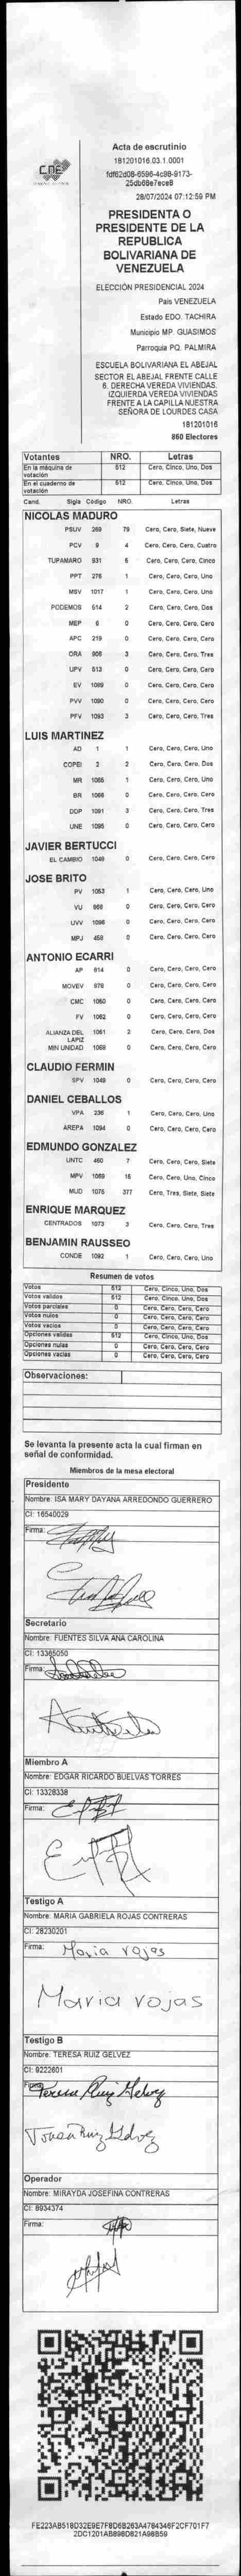 CNE
Acta de escrutinio
181201016.03.1.0001
fdf62d08-6596-4c98-9173-
25db68e7ece8
28/07/2024 07:12:59 PM
PRESIDENTA O
PRESIDENTE DE LA
REPUBLICA
BOLIVARIANA DE
VENEZUELA
ELECCIÓN PRESIDENCIAL 2024
País VENEZUELA
Estado EDO. TACHIRA
Municipio MP. GUASIMOS
Parroquia PQ. PALMIRA
ESCUELA BOLIVARIANA EL ABEJAL
SECTOR EL ABEJAL FRENTE CALLE
6. DERECHA VEREDA VIVIENDAS.
IZQUIERDA VEREDA VIVIENDAS
FRENTE A LA CAPILLA NUESTRA
SEÑORA DE LOURDES CASA
181201016
860 Electores
Votantes NRO. Letras
En la máquina de votación 512 Cero, Cinco, Uno, Dos
En el cuaderno de votación 512 Cero, Cinco, Uno, Dos
Cand. Sigla Código NRO. Letras
NICOLAS MADURO
PSUV 269 79 Cero, Cero, Siete, Nueve
PCV 9 4 Cero, Cero, Cero, Cuatro
TUPAMARO 931 5 Cero, Cero, Cero, Cinco
PPT 276 1 Cero, Cero, Cero, Uno
MSV 1017 1 Cero, Cero, Cero, Uno
PODEMOS 514 2 Cero, Cero, Cero, Dos
MEP 6 0 Cero, Cero, Cero, Cero
APC 219 0 Cero, Cero, Cero, Cero
ORA 906 3 Cero, Cero, Cero, Tres
UPV 513 0 Cero, Cero, Cero, Cero
EV 1089 0 Cero, Cero, Cero, Cero
PVV 1090 0 Cero, Cero, Cero, Cero
PFV 1093 3 Cero, Cero, Cero, Tres
LUIS MARTINEZ
AD 1 1 Cero, Cero, Cero, Uno
COPEI 2 2 Cero, Cero, Cero, Dos
MR 1065 1 Cero, Cero, Cero, Uno
BR 1066 0 Cero, Cero, Cero, Cero
DDP 1091 3 Cero, Cero, Cero, Tres
UNE 1095 0 Cero, Cero, Cero, Cero
JAVIER BERTUCCI
EL CAMBIO 1048 0 Cero, Cero, Cero, Cero
JOSE BRITO
PV 1053 1 Cero, Cero, Cero, Uno
VU 868 0 Cero, Cero, Cero, Cero
UVV 1096 0 Cero, Cero, Cero, Cero
MPJ 458 0 Cero, Cero, Cero, Cero
ANTONIO ECARRI
AP 814 0 Cero, Cero, Cero, Cero
MOVEV 978 0 Cero, Cero, Cero, Cero
CMC 1050 0 Cero, Cero, Cero, Cero
FV 1062 0 Cero, Cero, Cero, Cero
ALIANZA DEL LAPIZ 1061 2 Cero, Cero, Cero, Dos
MIN UNIDAD 1068 0 Cero, Cero, Cero, Cero
CLAUDIO FERMIN
SPV 1049 0 Cero, Cero, Cero, Cero
DANIEL CEBALLOS
VPA 236 1 Cero, Cero, Cero, Uno
AREPA 1094 0 Cero, Cero, Cero, Cero
EDMUNDO GONZALEZ
UNTC 460 7 Cero, Cero, Cero, Siete
MPV 1069 15 Cero, Cero, Uno, Cinco
MUD 1075 377 Cero, Tres, Siete, Siete
ENRIQUE MARQUEZ
CENTRADOS 1073 3 Cero, Cero, Cero, Tres
BENJAMIN RAUSSEO
CONDE 1092 1 Cero, Cero, Cero, Uno
Resumen de votos
Votos 512 Cero, Cinco, Uno, Dos
Votos validos 512 Cero, Cinco, Uno, Dos
Votos parciales 0 Cero, Cero, Cero, Cero
Votos nulos 0 Cero, Cero, Cero, Cero
Votos vacios 0 Cero, Cero, Cero, Cero
Opciones validas 512 Cero, Cinco, Uno, Dos
Opciones nulas 0 Cero, Cero, Cero, Cero
Opciones vacias 0 Cero, Cero, Cero, Cero
Observaciones:
Se levanta la presente acta la cual firman en
señal de conformidad.
Miembros de la mesa electoral
Presidente
Nombre: ISA MARY DAYANA ARREDONDO GUERRERO
CI: 16540029
Firma:
Secretario
Nombre: FUENTES SILVA ANA CAROLINA
CI: 13365050
Firma:
Miembro A
Nombre: EDGAR RICARDO BUELVAS TORRES
CI: 13328338
Firma:
Testigo A
Nombre: MARIA GABRIELA ROJAS CONTRERAS
CI: 28230201
Firma: Maria rojas
Maria rojas
Testigo B
Nombre: TERESA RUIZ GELVEZ
CI: 9222601
Firma: Teresa Ruiz Gelvez
Teresa Ruiz Gelvez
Operador
Nombre: MIRAYDA JOSEFINA CONTRERAS
CI: 8934374
Firma:
FE223AB518D32E9E7F8D6B263A4784346F2CF701F7
2DC1201AB898D821A98B59